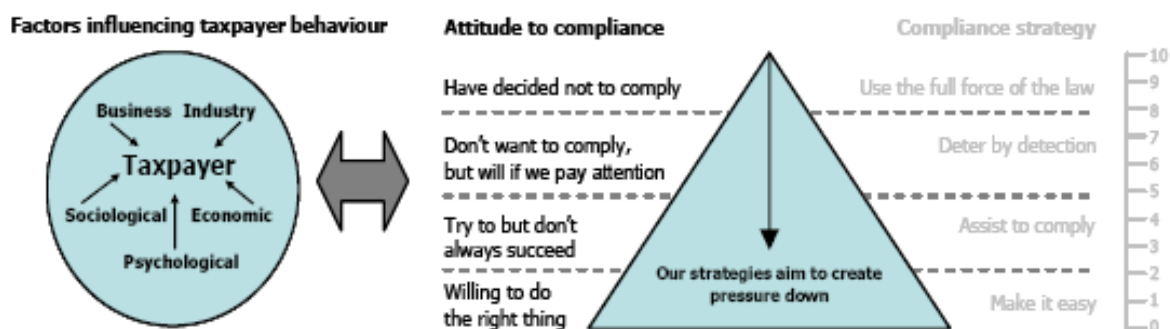 Factors influencing taxpayer behaviour
Business Industry
Taxpayer
Sociological Economic
Psychological
Attitude to compliance
Have decided not to comply
Don't want to comply,
but will if we pay attention
Try to but don't
always succeed
Willing to do
the right thing
Our strategies aim to create
pressure down
Compliance strategy
Use the full force of the law
Deter by detection
Assist to comply
Make it easy
10
9
8
7
6
5
4
3
2
1
0